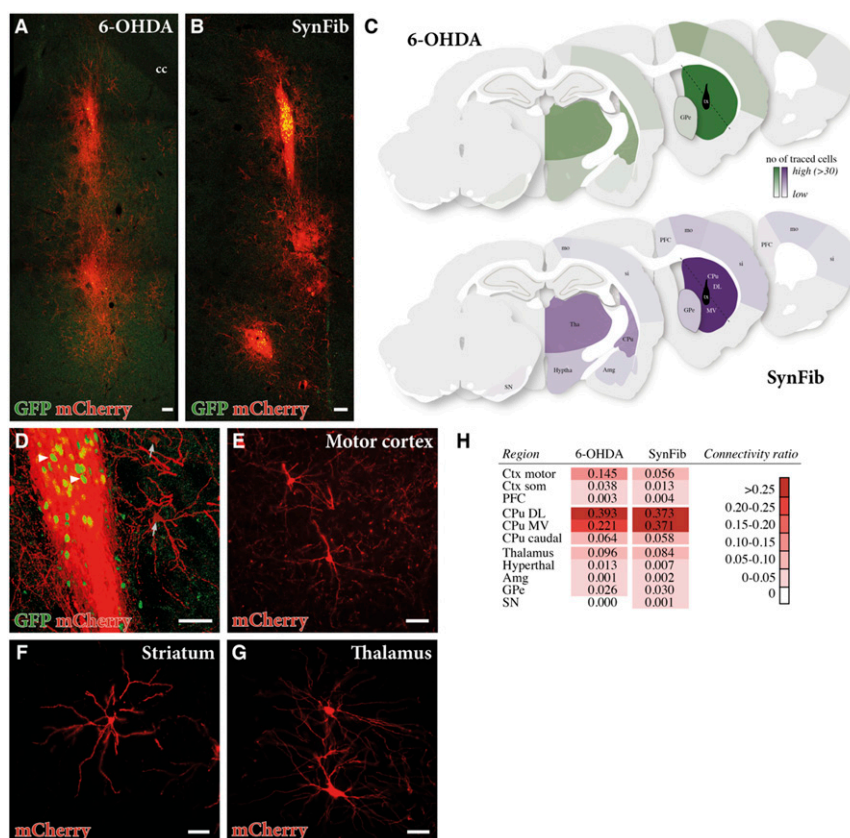 A 6-OHDA
cc
GFP mCherry
B SynFib
GFP mCherry
C
6-OHDA
GPe
no of traced cells
high (>30)
low
mo
si
PFC
mo
si
PFC
mo
si
CPu
DL
GPe
MV
Tha
CPu
Hyptha
Amg
SN
SynFib
D
GFP mCherry
E Motor cortex
mCherry
F Striatum
mCherry
G Thalamus
mCherry
H
Region 6-OHDA SynFib Connectivity ratio
Ctx motor 0.145 0.056
Ctx som 0.038 0.013
PFC 0.003 0.004
CPu DL 0.393 0.373
CPu MV 0.221 0.371
CPu caudal 0.064 0.058
Thalamus 0.096 0.084
Hyperthal 0.013 0.007
Amg 0.001 0.002
GPe 0.026 0.030
SN 0.000 0.001
>0.25
0.20-0.25
0.15-0.20
0.10-0.15
0.05-0.10
0-0.05
0